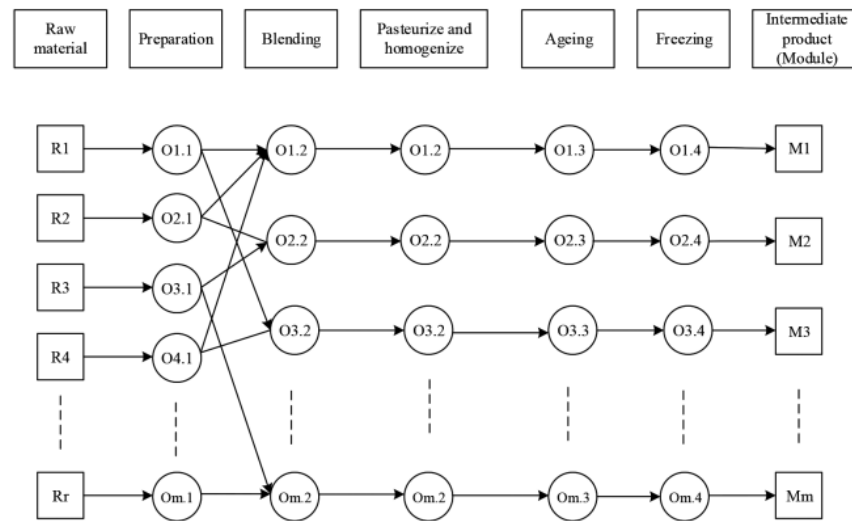 Raw
material
Preparation
Blending
Pasteurize and
homogenize
Ageing
Freezing
Intermediate
product
(Module)
R1
O1.1
O1.2
O1.2
O1.3
O1.4
M1
R2
O2.1
O2.2
O2.2
O2.3
O2.4
M2
R3
O3.1
O3.2
O3.2
O3.3
O3.4
M3
R4
O4.1
Rr
Om.1
Om.2
Om.2
Om.3
Om.4
Mm